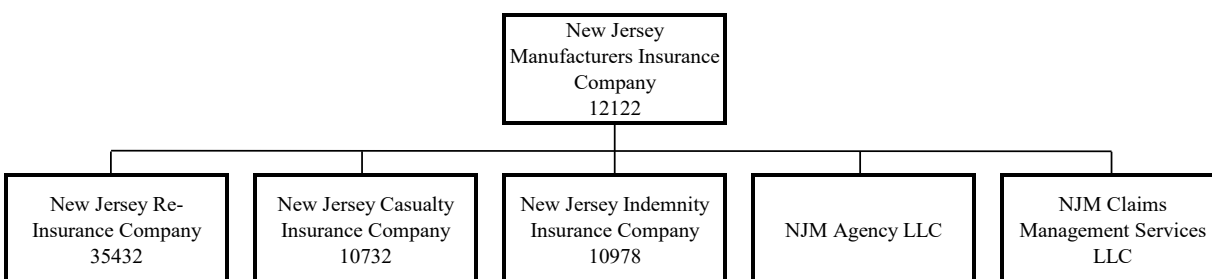 New Jersey
Manufacturers Insurance
Company
12122
New Jersey Re-
Insurance Company
35432
New Jersey Casualty
Insurance Company
10732
New Jersey Indemnity
Insurance Company
10978
NJM Agency LLC
NJM Claims
Management Services
LLC